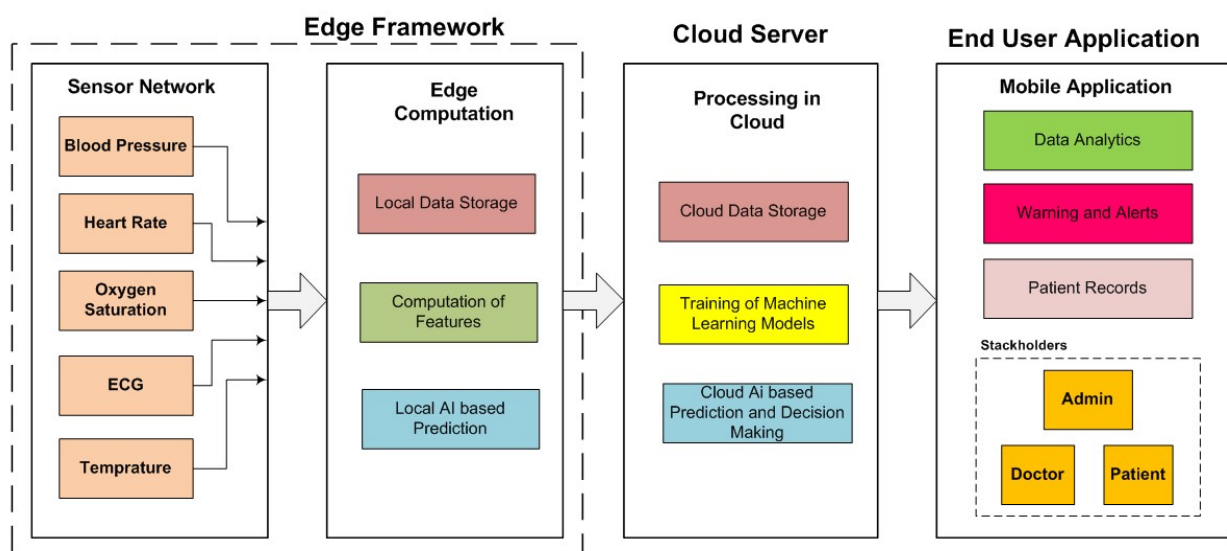 Edge Framework
Cloud Server
End User Application
Sensor Network
Blood Pressure
Heart Rate
Oxygen
Saturation
ECG
Temprature
Edge
Computation
Local Data Storage
Computation of
Features
Local AI based
Prediction
Processing in
Cloud
Cloud Data Storage
Training of Machine
Learning Models
Cloud Ai based
Prediction and Decision
Making
Mobile Application
Data Analytics
Warning and Alerts
Patient Records
Stackholders
Admin
Doctor
Patient